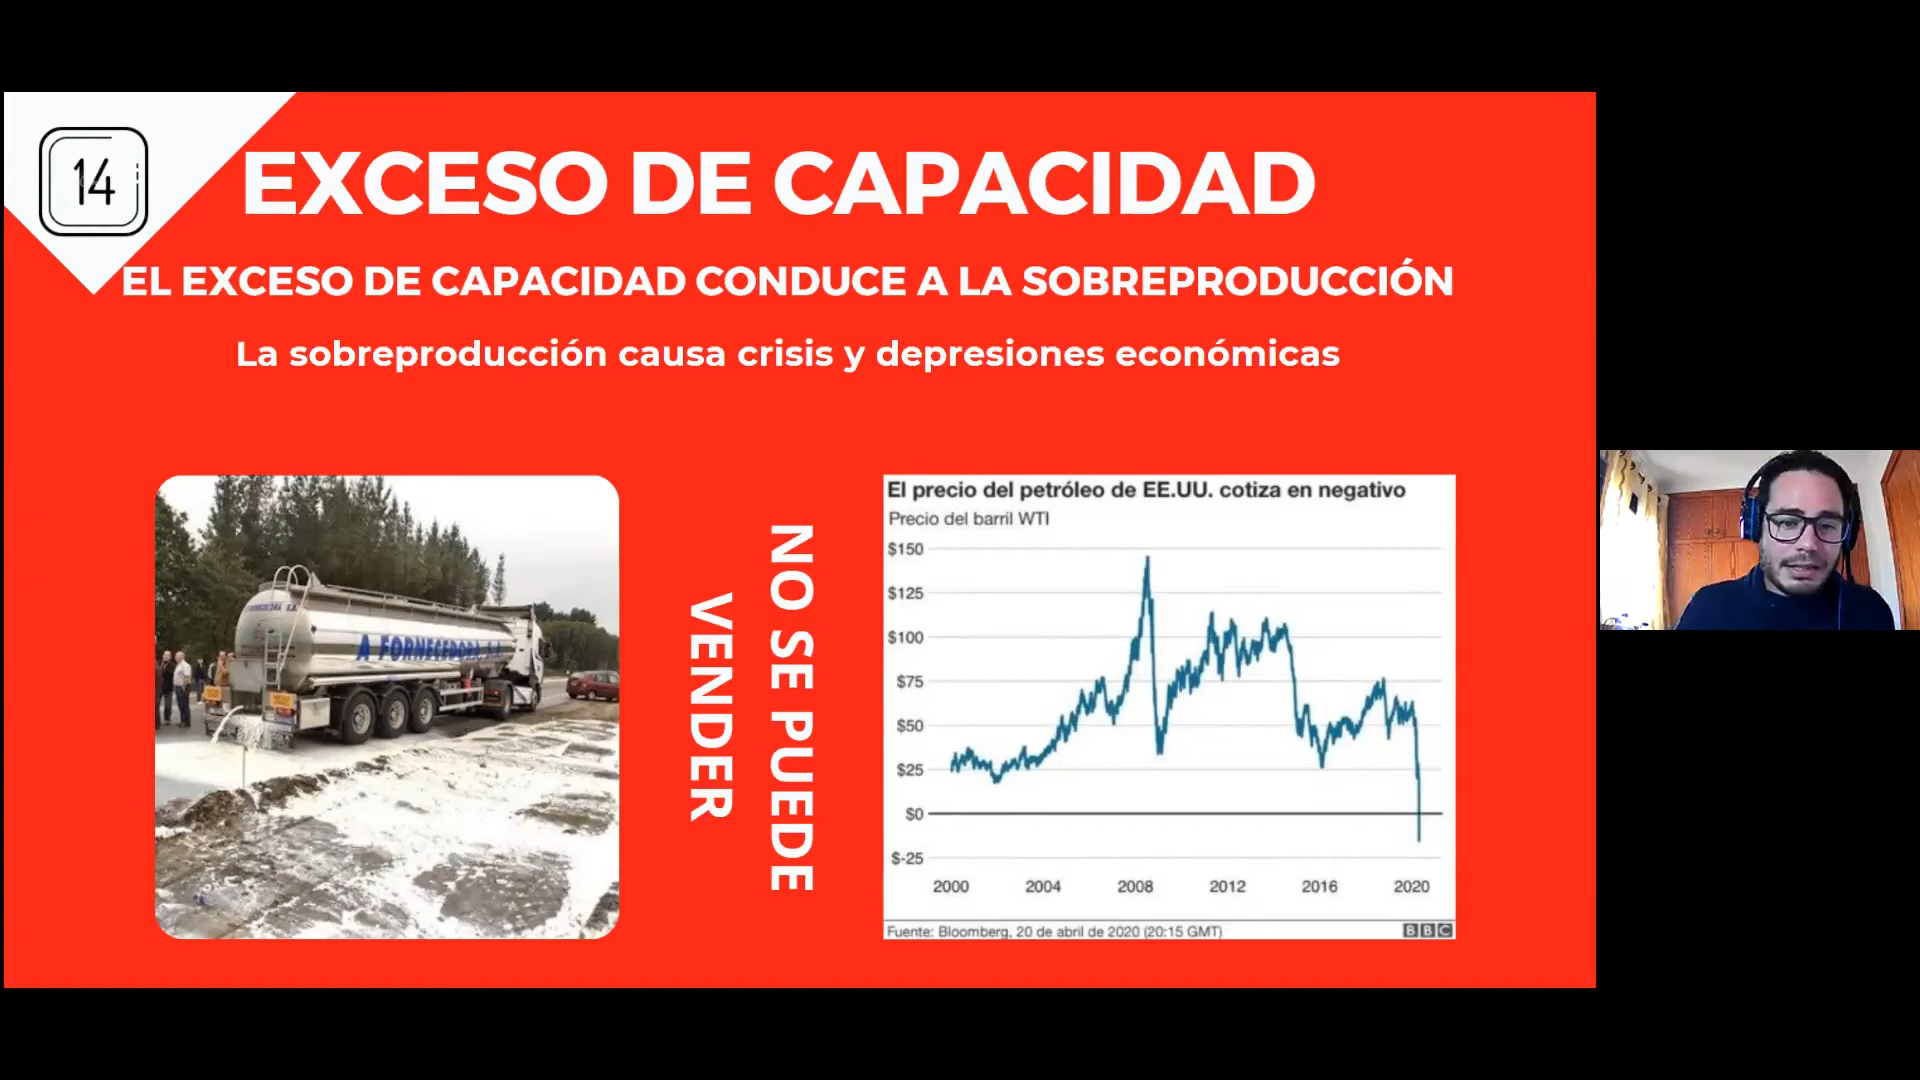 14
EXCESO DE CAPACIDAD
EL EXCESO DE CAPACIDAD CONDUCE A LA SOBREPRODUCCIÓN
La sobreproducción causa crisis y depresiones económicas
A FORNECEDORA, S.A.
NO SE PUEDE
VENDER
El precio del petróleo de EE.UU. cotiza en negativo
Precio del barril WTI
$150
$125
$100
$75
$50
$25
$0
$-25
2000 2004 2008 2012 2016 2020
Fuente: Bloomberg, 20 de abril de 2020 (20:15 GMT)
BBC